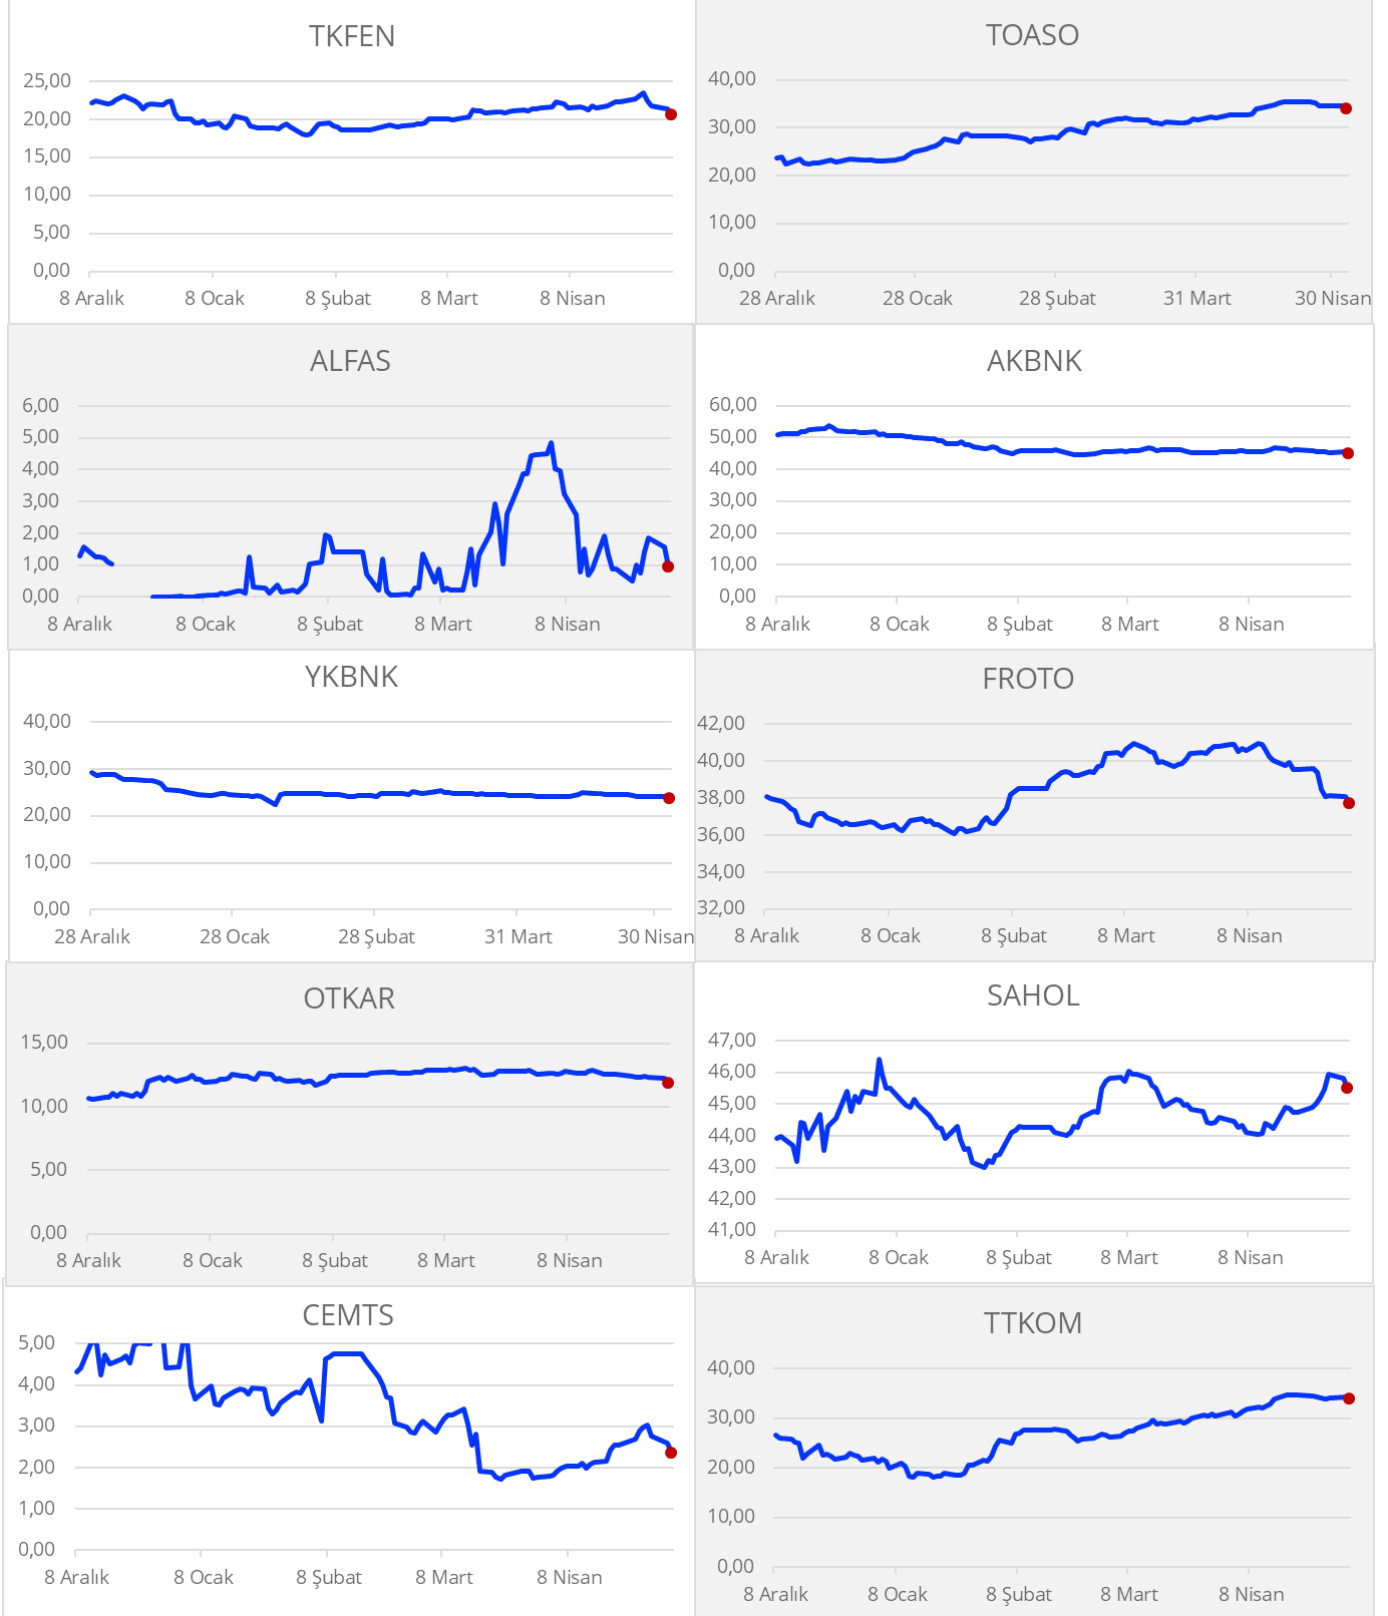 TKFEN
25,00
20,00
15,00
10,00
5,00
0,00
8 Aralık 8 Ocak 8 Şubat 8 Mart 8 Nisan
TOASO
40,00
30,00
20,00
10,00
0,00
28 Aralık 28 Ocak 28 Şubat 31 Mart 30 Nisan
ALFAS
6,00
5,00
4,00
3,00
2,00
1,00
0,00
8 Aralık 8 Ocak 8 Şubat 8 Mart 8 Nisan
AKBNK
60,00
50,00
40,00
30,00
20,00
10,00
0,00
8 Aralık 8 Ocak 8 Şubat 8 Mart 8 Nisan
YKBNK
40,00
30,00
20,00
10,00
0,00
28 Aralık 28 Ocak 28 Şubat 31 Mart 30 Nisan
FROTO
42,00
40,00
38,00
36,00
34,00
32,00
8 Aralık 8 Ocak 8 Şubat 8 Mart 8 Nisan
OTKAR
15,00
10,00
5,00
0,00
8 Aralık 8 Ocak 8 Şubat 8 Mart 8 Nisan
SAHOL
47,00
46,00
45,00
44,00
43,00
42,00
41,00
8 Aralık 8 Ocak 8 Şubat 8 Mart 8 Nisan
CEMTS
5,00
4,00
3,00
2,00
1,00
0,00
8 Aralık 8 Ocak 8 Şubat 8 Mart 8 Nisan
TTKOM
40,00
30,00
20,00
10,00
0,00
8 Aralık 8 Ocak 8 Şubat 8 Mart 8 Nisan